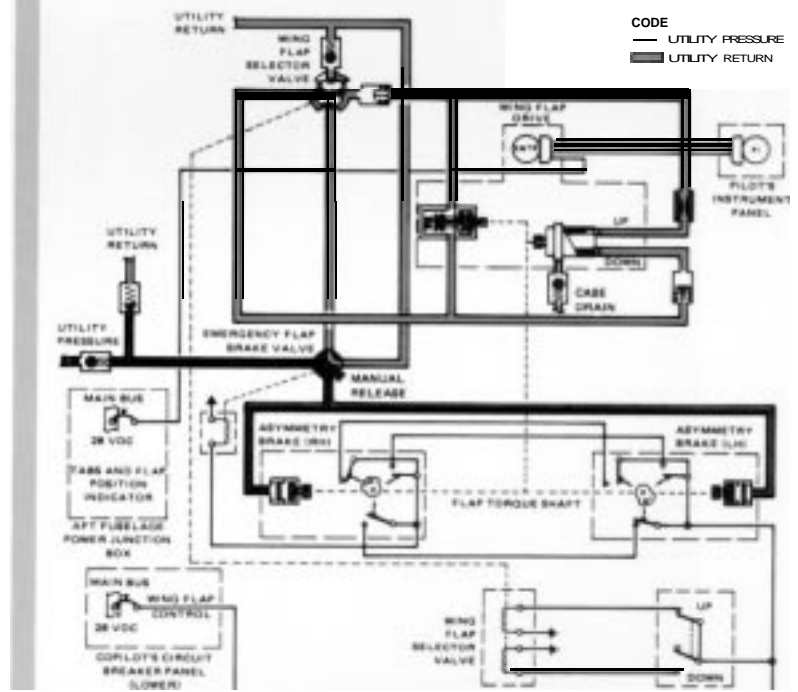 UTILITY
RETURN
CODE
UTILITY PRESSURE
UTILITY RETURN
WING
FLAP
SELECTOR
VALVE
WING FLAP
DRIVE
PILOT'S
INSTRUMENT
PANEL
UP
DOWN
CASE
DRAIN
UTILITY
RETURN
UTILITY
PRESSURE
EMERGENCY FLAP
BRAKE VALVE
MANUAL
RELEASE
MAIN BUS
28 VDC
TABS AND FLAP
POSITION
INDICATOR
AFT FUSELAGE
POWER JUNCTION
BOX
ASYMMETRY
BRAKE (RH)
ASYMMETRY
BRAKE (LH)
FLAP TORQUE SHAFT
MAIN BUS
WING FLAP
CONTROL
28 VDC
COPILOT'S CIRCUIT
BREAKER PANEL
(LOWER)
WING
FLAP
SELECTOR
VALVE
UP
DOWN